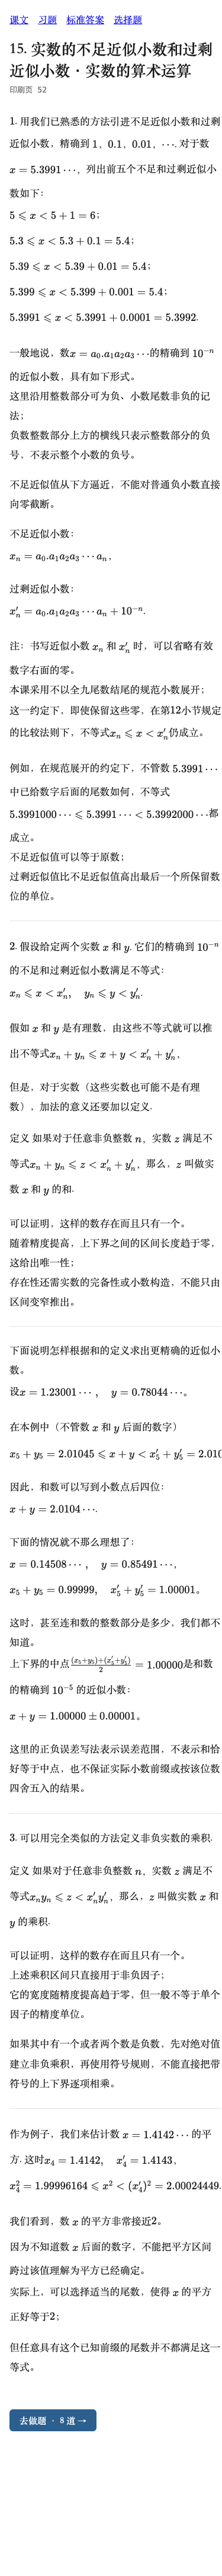 课文 习题 标准答案 选择题
15. 实数的不足近似小数和过剩
近似小数 · 实数的算术运算
印刷页 52
1. 用我们已熟悉的方法引进不足近似小数和过剩
近似小数，精确到 1，0.1，0.01，⋯. 对于数
x = 5.3991⋯，列出前五个不足和过剩近似小
数如下：
5 ⩽ x < 5 + 1 = 6；
5.3 ⩽ x < 5.3 + 0.1 = 5.4；
5.39 ⩽ x < 5.39 + 0.01 = 5.4；
5.399 ⩽ x < 5.399 + 0.001 = 5.4；
5.3991 ⩽ x < 5.3991 + 0.0001 = 5.3992.
一般地说，数x = a₀.a₁a₂a₃⋯的精确到 10⁻ⁿ
的近似小数，具有如下形式。
这里沿用整数部分可为负、小数尾数非负的记
法；
负数整数部分上方的横线只表示整数部分的负
号，不表示整个小数的负号。
不足近似值从下方逼近，不能对普通负小数直接
向零截断。
不足近似小数：
xₙ = a₀.a₁a₂a₃⋯aₙ，
过剩近似小数：
x′ₙ = a₀.a₁a₂a₃⋯aₙ + 10⁻ⁿ.
注：书写近似小数 xₙ 和 x′ₙ 时，可以省略有效
数字右面的零。
本课采用不以全九尾数结尾的规范小数展开；
这一约定下，即使保留这些零，在第12小节规定
的比较法则下，不等式xₙ ⩽ x < x′ₙ仍成立。
例如，在规范展开的约定下，不管数 5.3991⋯
中已给数字后面的尾数如何，不等式
5.3991000⋯ ⩽ 5.3991⋯ < 5.3992000⋯都
成立。
不足近似值可以等于原数；
过剩近似值比不足近似值高出最后一个所保留数
位的单位。
2. 假设给定两个实数 x 和 y. 它们的精确到 10⁻ⁿ
的不足和过剩近似小数满足不等式：
xₙ ⩽ x < x′ₙ， yₙ ⩽ y < y′ₙ.
假如 x 和 y 是有理数，由这些不等式就可以推
出不等式xₙ + yₙ ⩽ x + y < x′ₙ + y′ₙ，
但是，对于实数（这些实数也可能不是有理
数），加法的意义还要加以定义.
定义 如果对于任意非负整数 n，实数 z 满足不
等式xₙ + yₙ ⩽ z < x′ₙ + y′ₙ，那么，z 叫做实
数 x 和 y 的和.
可以证明，这样的数存在而且只有一个。
随着精度提高，上下界之间的区间长度趋于零，
这给出唯一性；
存在性还需实数的完备性或小数构造，不能只由
区间变窄推出。
下面说明怎样根据和的定义求出更精确的近似小
数。
设x = 1.23001⋯， y = 0.78044⋯。
在本例中（不管数 x 和 y 后面的数字）
x₅ + y₅ = 2.01045 ⩽ x + y < x′₅ + y′₅ = 2.010
因此，和数可以写到小数点后四位：
x + y = 2.0104⋯.
下面的情况就不那么理想了：
x = 0.14508⋯， y = 0.85491⋯，
x₅ + y₅ = 0.99999， x′₅ + y′₅ = 1.00001。
这时，甚至连和数的整数部分是多少，我们都不
知道。
上下界的中点((x₅+y₅)+(x′₅+y′₅))/2 = 1.00000是和数
的精确到 10⁻⁵ 的近似小数：
x + y = 1.00000 ± 0.00001。
这里的正负误差写法表示误差范围，不表示和恰
好等于中点，也不保证实际小数前缀或按该位数
四舍五入的结果。
3. 可以用完全类似的方法定义非负实数的乘积.
定义 如果对于任意非负整数 n，实数 z 满足不
等式xₙyₙ ⩽ z < x′ₙy′ₙ，那么，z 叫做实数 x 和
y 的乘积.
可以证明，这样的数存在而且只有一个。
上述乘积区间只直接用于非负因子；
它的宽度随精度提高趋于零，但一般不等于单个
因子的精度单位。
如果其中有一个或者两个数是负数，先对绝对值
建立非负乘积，再使用符号规则，不能直接把带
符号的上下界逐项相乘。
作为例子，我们来估计数 x = 1.4142⋯ 的平
方. 这时x₄ = 1.4142， x′₄ = 1.4143，
x₄² = 1.99996164 ⩽ x² < (x′₄)² = 2.00024449.
我们看到，数 x 的平方非常接近2。
因为不知道数 x 后面的数字，不能把平方区间
跨过该值理解为平方已经确定。
实际上，可以选择适当的尾数，使得 x 的平方
正好等于2；
但任意具有这个已知前缀的尾数并不都满足这一
等式。
去做题 · 8 道 →